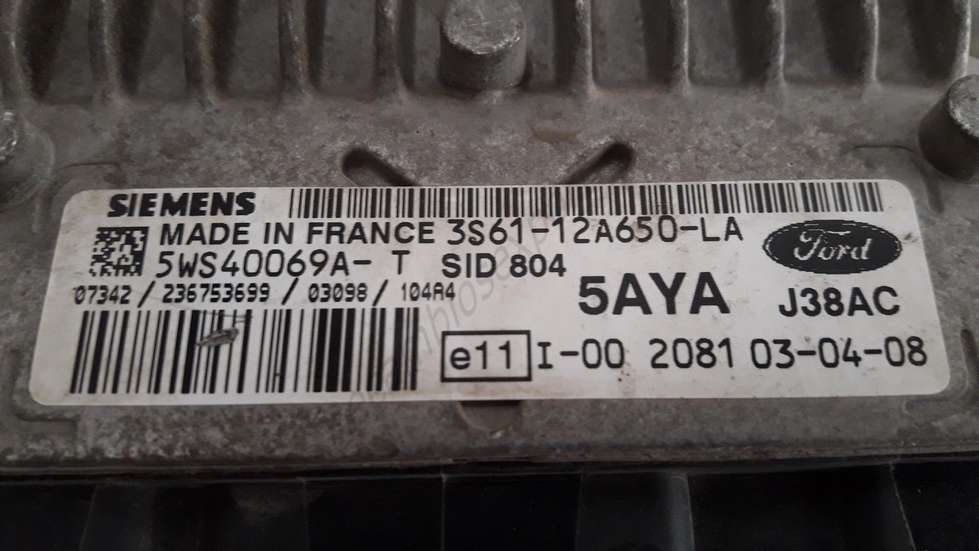 SIEMENS
MADE IN FRANCE 3S61-12A650-LA
Ford
5WS40069A- T SID 804
07342 / 236753699 / 03098 / 104A4
5AYA J38AC
e11 I-00 2081 03-04-08